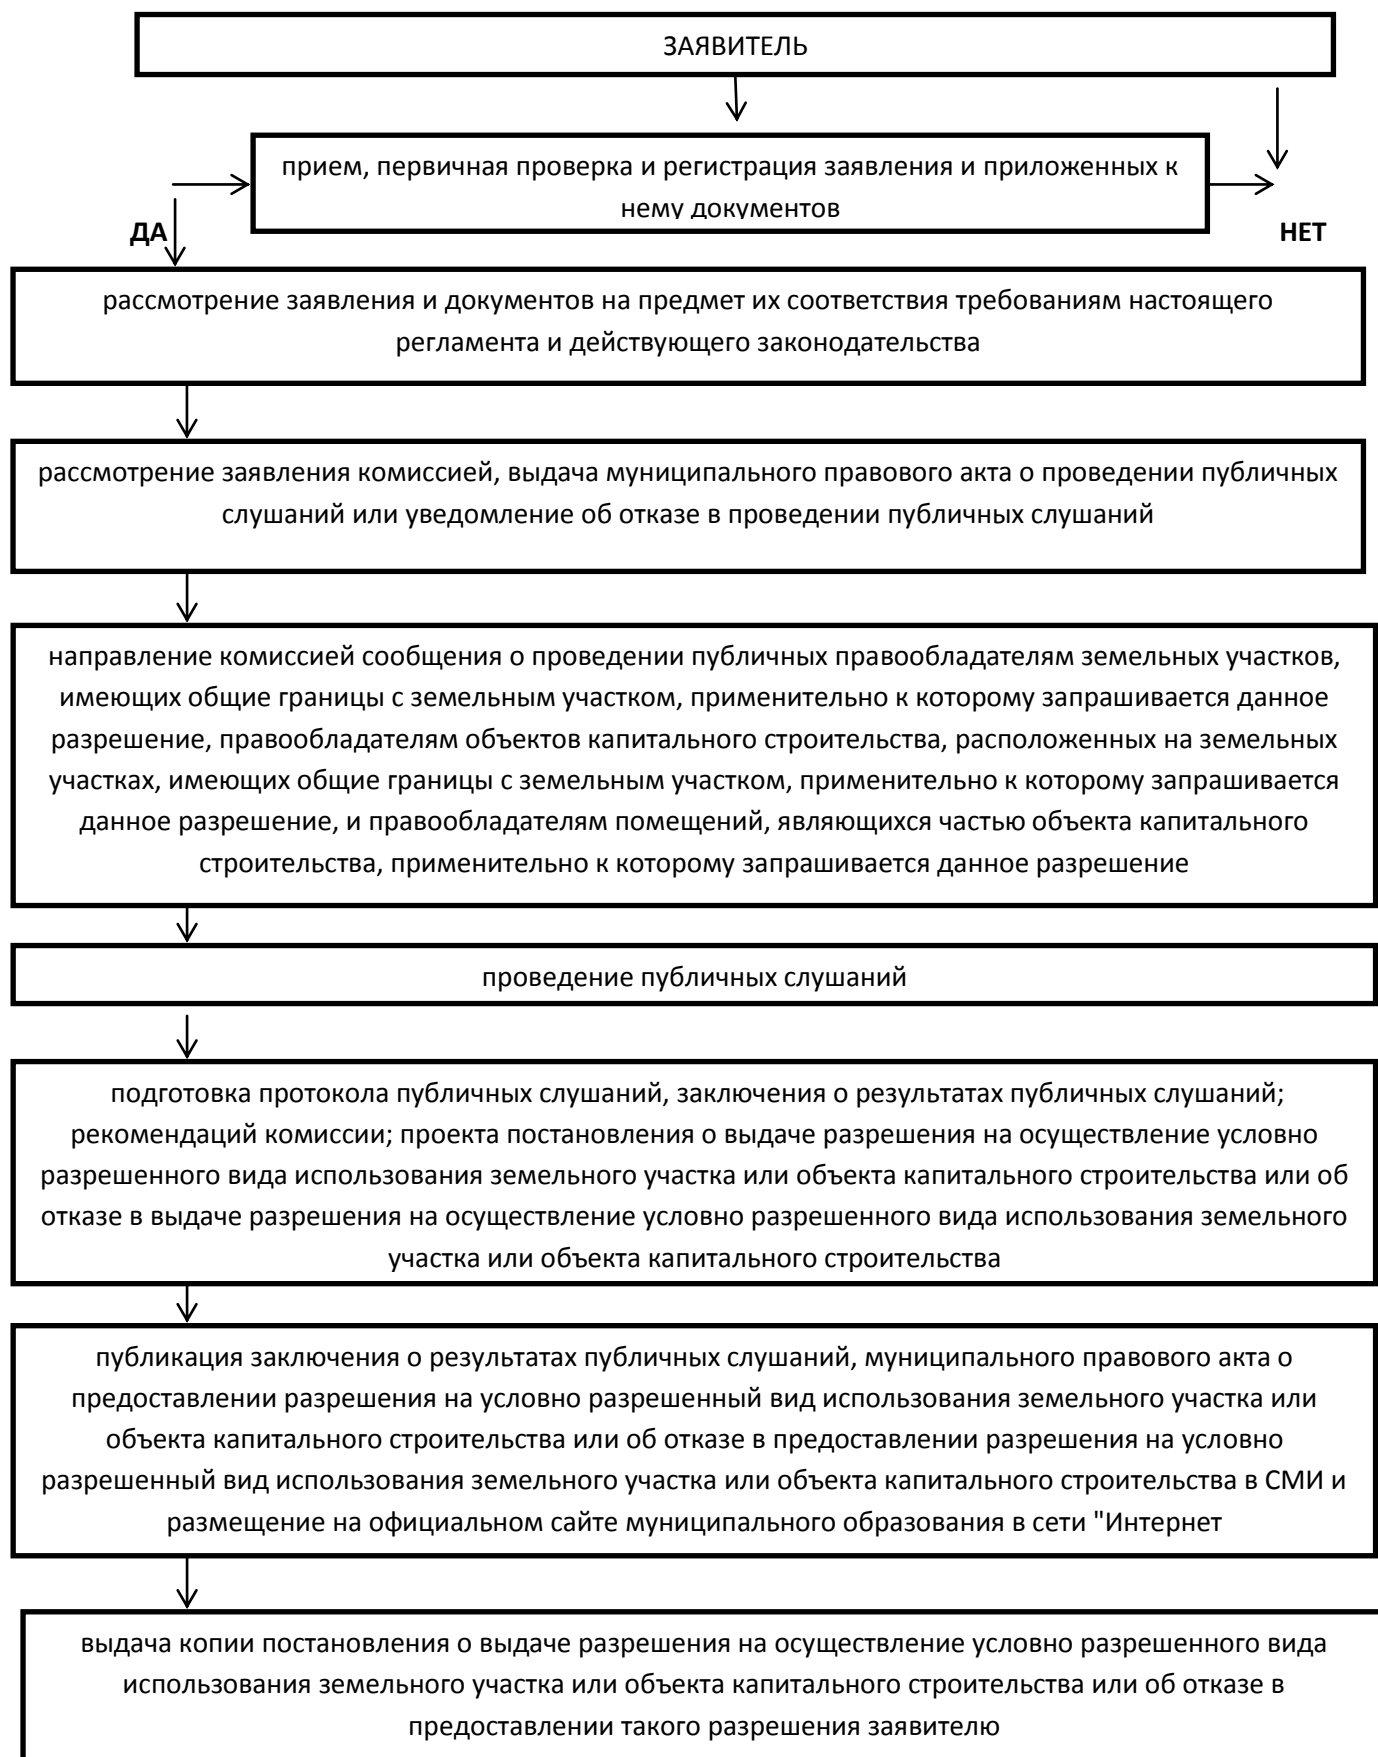 ЗАЯВИТЕЛЬ
прием, первичная проверка и регистрация заявления и приложенных к
нему документов
ДА
НЕТ
рассмотрение заявления и документов на предмет их соответствия требованиям настоящего
регламента и действующего законодательства
рассмотрение заявления комиссией, выдача муниципального правового акта о проведении публичных
слушаний или уведомление об отказе в проведении публичных слушаний
направление комиссией сообщения о проведении публичных правообладателям земельных участков,
имеющих общие границы с земельным участком, применительно к которому запрашивается данное
разрешение, правообладателям объектов капитального строительства, расположенных на земельных
участках, имеющих общие границы с земельным участком, применительно к которому запрашивается
данное разрешение, и правообладателям помещений, являющихся частью объекта капитального
строительства, применительно к которому запрашивается данное разрешение
проведение публичных слушаний
подготовка протокола публичных слушаний, заключения о результатах публичных слушаний;
рекомендаций комиссии; проекта постановления о выдаче разрешения на осуществление условно
разрешенного вида использования земельного участка или объекта капитального строительства или об
отказе в выдаче разрешения на осуществление условно разрешенного вида использования земельного
участка или объекта капитального строительства
публикация заключения о результатах публичных слушаний, муниципального правового акта о
предоставлении разрешения на условно разрешенный вид использования земельного участка или
объекта капитального строительства или об отказе в предоставлении разрешения на условно
разрешенный вид использования земельного участка или объекта капитального строительства в СМИ и
размещение на официальном сайте муниципального образования в сети "Интернет
выдача копии постановления о выдаче разрешения на осуществление условно разрешенного вида
использования земельного участка или объекта капитального строительства или об отказе в
предоставлении такого разрешения заявителю